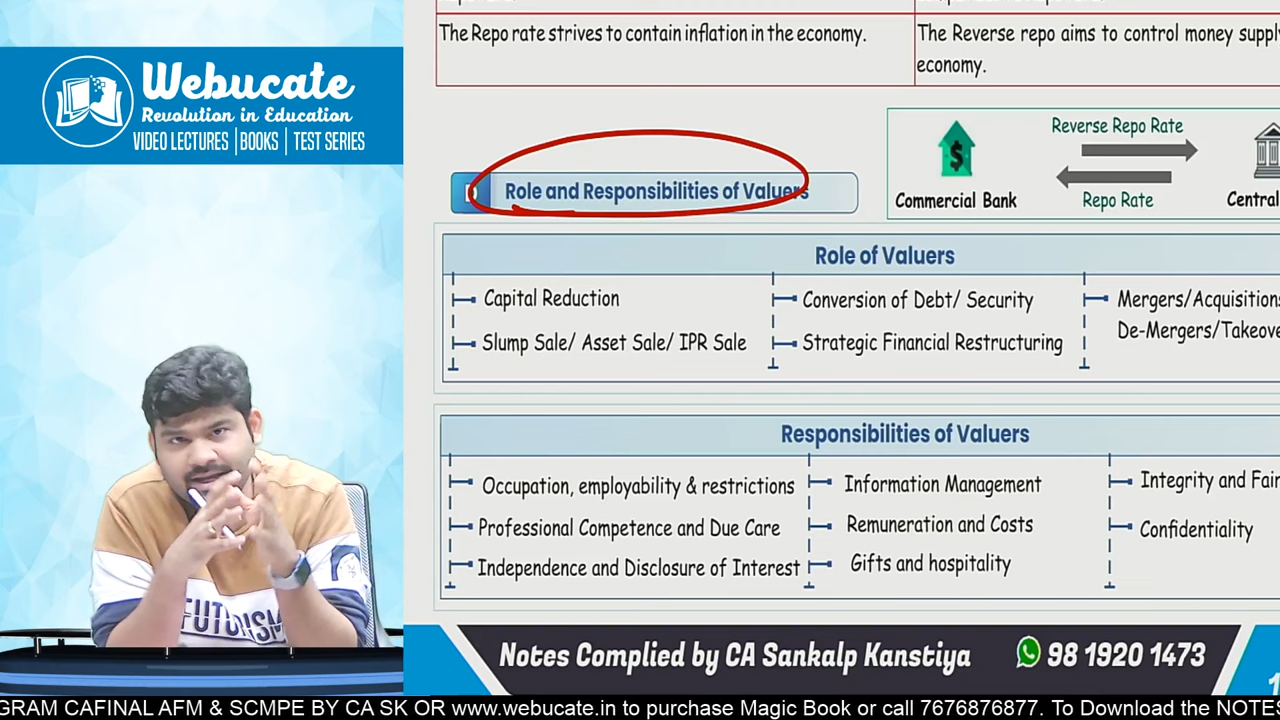 Webucate
Revolution in Education
VIDEO LECTURES | BOOKS | TEST SERIES
The Repo rate strives to contain inflation in the economy.
The Reverse repo aims to control money supply
economy.
Role and Responsibilities of Valuers
Reverse Repo Rate
Commercial Bank
Repo Rate
Central
Role of Valuers
Capital Reduction
Conversion of Debt/ Security
Mergers/Acquisitions
De-Mergers/Takeove
Slump Sale/ Asset Sale/ IPR Sale
Strategic Financial Restructuring
Responsibilities of Valuers
Occupation, employability & restrictions
Information Management
Integrity and Fair
Professional Competence and Due Care
Remuneration and Costs
Confidentiality
Independence and Disclosure of Interest
Gifts and hospitality
FUTURISM
Notes Complied by CA Sankalp Kanstiya
98 1920 1473
GRAM CAFINAL AFM & SCMPE BY CA SK OR www.webucate.in to purchase Magic Book or call 7676876877. To Download the NOTES